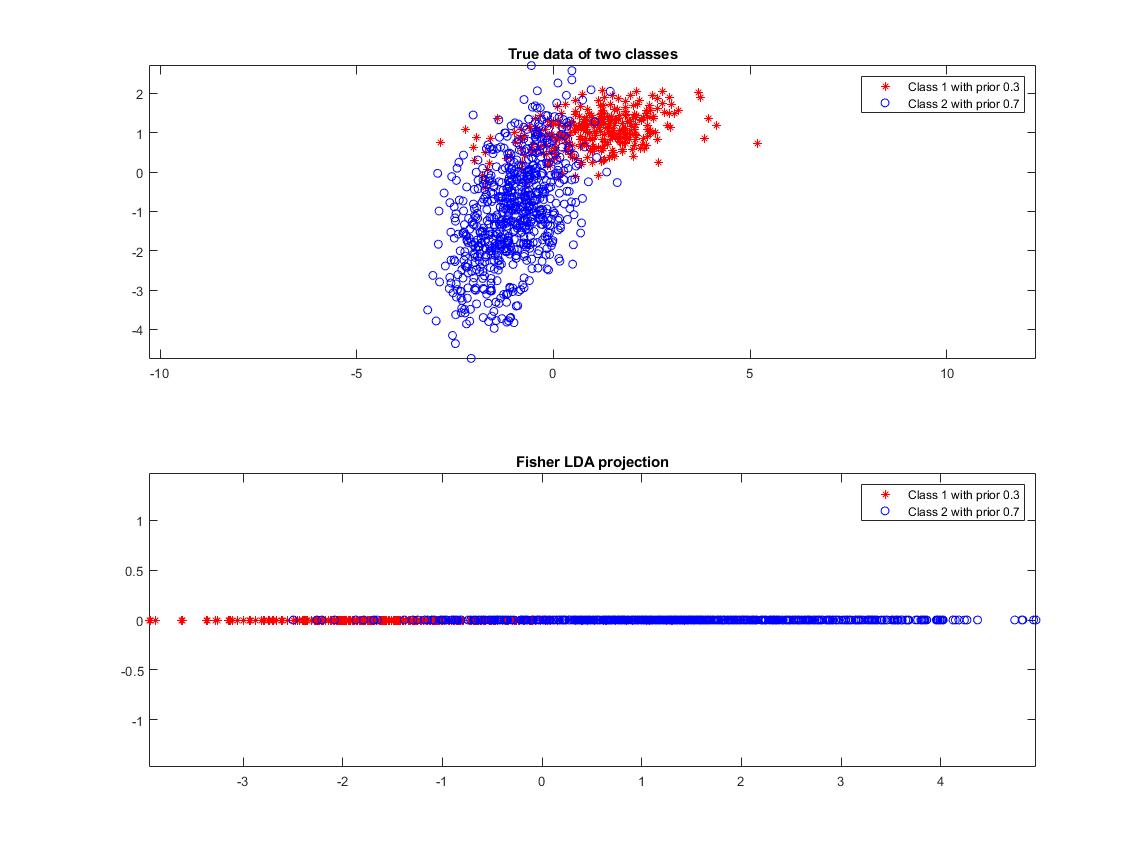 True data of two classes
Class 1 with prior 0.3
Class 2 with prior 0.7
2
1
0
-1
-2
-3
-4
-10 -5 0 5 10
Fisher LDA projection
Class 1 with prior 0.3
Class 2 with prior 0.7
1
0.5
0
-0.5
-1
-3 -2 -1 0 1 2 3 4